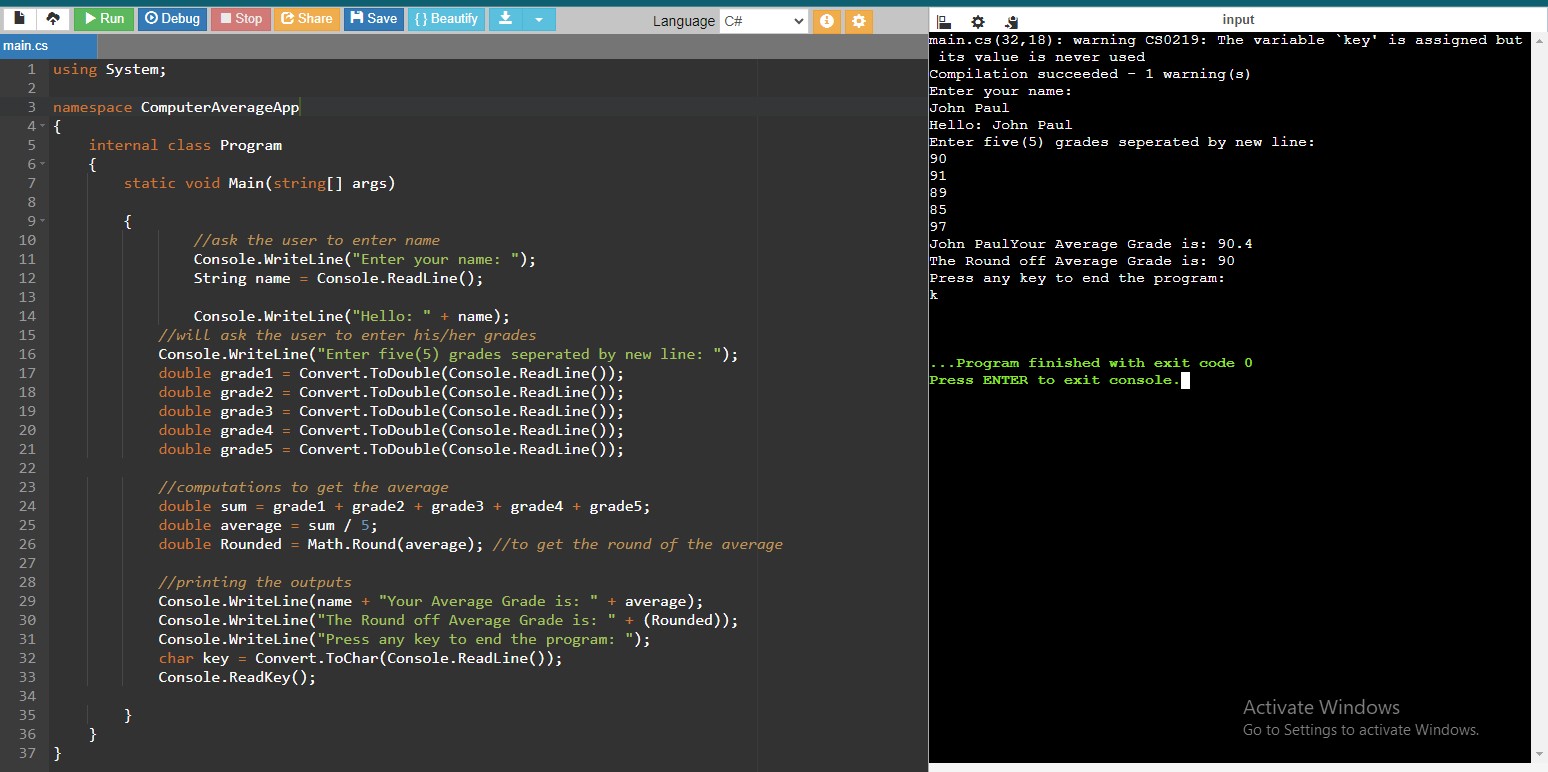 Run Debug Stop Share Save { } Beautify Language C# input
main.cs
1 using System;
2
3 namespace ComputerAverageApp
4 {
5     internal class Program
6     {
7         static void Main(string[] args)
8
9         {
10                 //ask the user to enter name
11                 Console.WriteLine("Enter your name: ");
12                 String name = Console.ReadLine();
13
14                 Console.WriteLine("Hello: " + name);
15             //will ask the user to enter his/her grades
16             Console.WriteLine("Enter five(5) grades seperated by new line: ");
17             double grade1 = Convert.ToDouble(Console.ReadLine());
18             double grade2 = Convert.ToDouble(Console.ReadLine());
19             double grade3 = Convert.ToDouble(Console.ReadLine());
20             double grade4 = Convert.ToDouble(Console.ReadLine());
21             double grade5 = Convert.ToDouble(Console.ReadLine());
22
23             //computations to get the average
24             double sum = grade1 + grade2 + grade3 + grade4 + grade5;
25             double average = sum / 5;
26             double Rounded = Math.Round(average); //to get the round of the average
27
28             //printing the outputs
29             Console.WriteLine(name + "Your Average Grade is: " + average);
30             Console.WriteLine("The Round off Average Grade is: " + (Rounded));
31             Console.WriteLine("Press any key to end the program: ");
32             char key = Convert.ToChar(Console.ReadLine());
33             Console.ReadKey();
34
35         }
36     }
37 }
main.cs(32,18): warning CS0219: The variable `key' is assigned but
its value is never used
Compilation succeeded - 1 warning(s)
Enter your name:
John Paul
Hello: John Paul
Enter five(5) grades seperated by new line:
90
91
89
85
97
John PaulYour Average Grade is: 90.4
The Round off Average Grade is: 90
Press any key to end the program:
k
...Program finished with exit code 0
Press ENTER to exit console.
Activate Windows
Go to Settings to activate Windows.